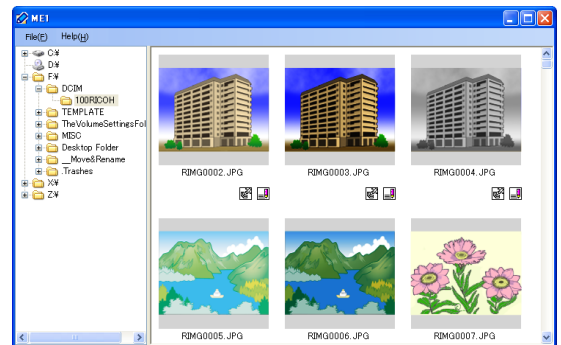 ME1
File(F) Help(H)
C:¥
D:¥
F:¥
DCIM
100RICOH
TEMPLATE
TheVolumeSettingsFol
MISC
Desktop Folder
__Move&Rename
.Trashes
X:¥
Z:¥
RIMG0002.JPG RIMG0003.JPG RIMG0004.JPG
RIMG0005.JPG RIMG0006.JPG RIMG0007.JPG